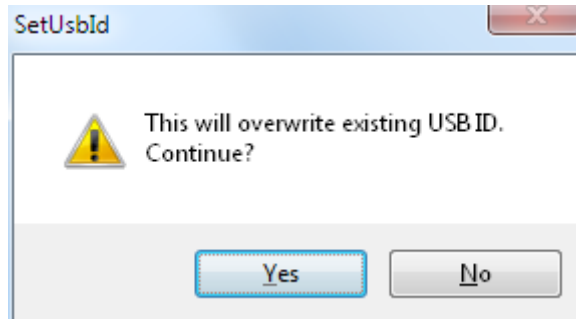 SetUsbId
This will overwrite existing USB ID.
Continue?
Yes
No